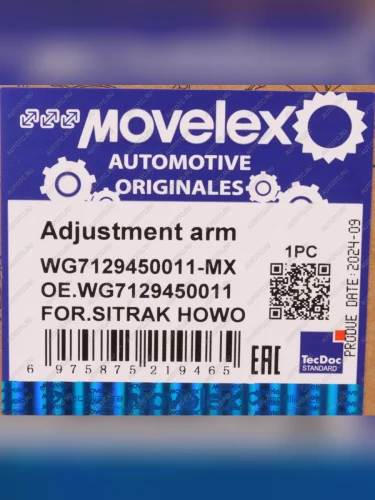 MOVELEX
AUTOMOTIVE
ORIGINALES
Adjustment arm
WG7129450011-MX
OE.WG7129450011
FOR.SITRAK HOWO
1PC
6 975875 219465
EAC
TecDoc
STANDARD
PRODUE DATE:2024-09